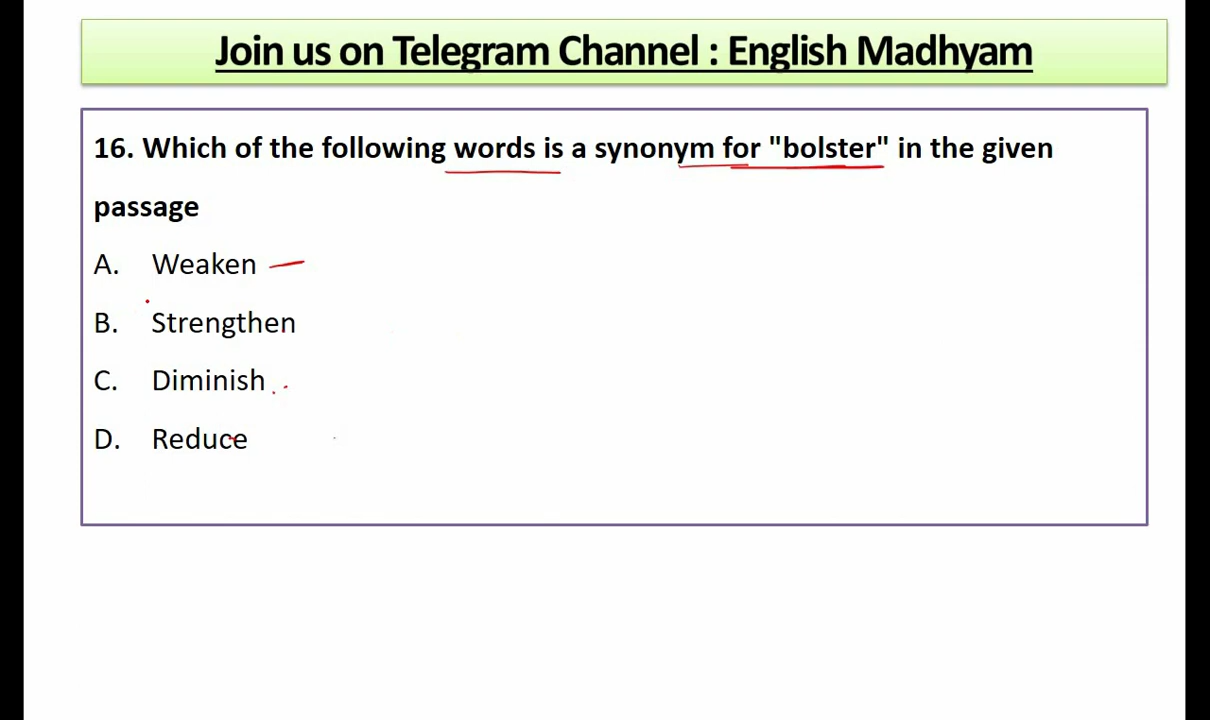 Join us on Telegram Channel : English Madhyam
16. Which of the following words is a synonym for "bolster" in the given
passage
A. Weaken
B. Strengthen
C. Diminish
D. Reduce